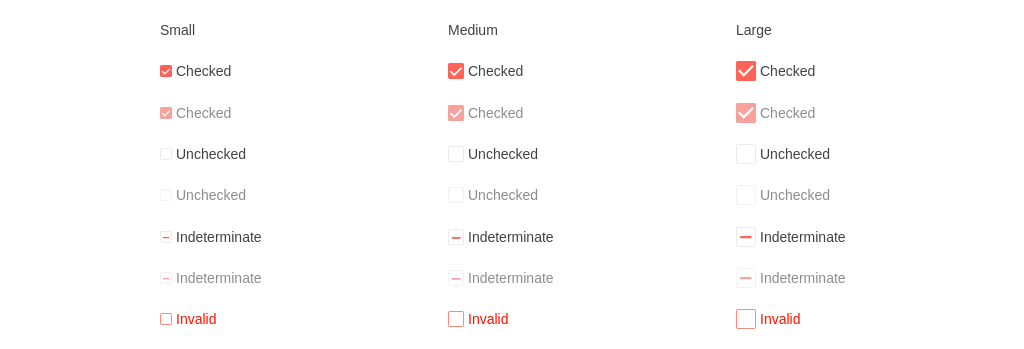 Small Medium Large
Checked Checked Checked
Checked Checked Checked
Unchecked Unchecked Unchecked
Unchecked Unchecked Unchecked
Indeterminate Indeterminate Indeterminate
Indeterminate Indeterminate Indeterminate
Invalid Invalid Invalid